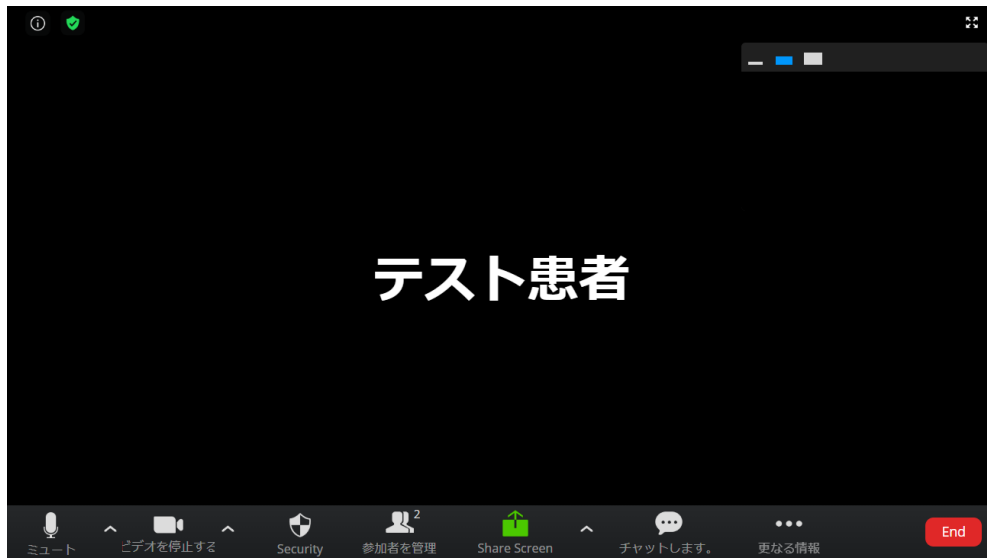 テスト患者
2
ミュート
ビデオを停止する
Security
参加者を管理
Share Screen
チャットします。
更なる情報
End